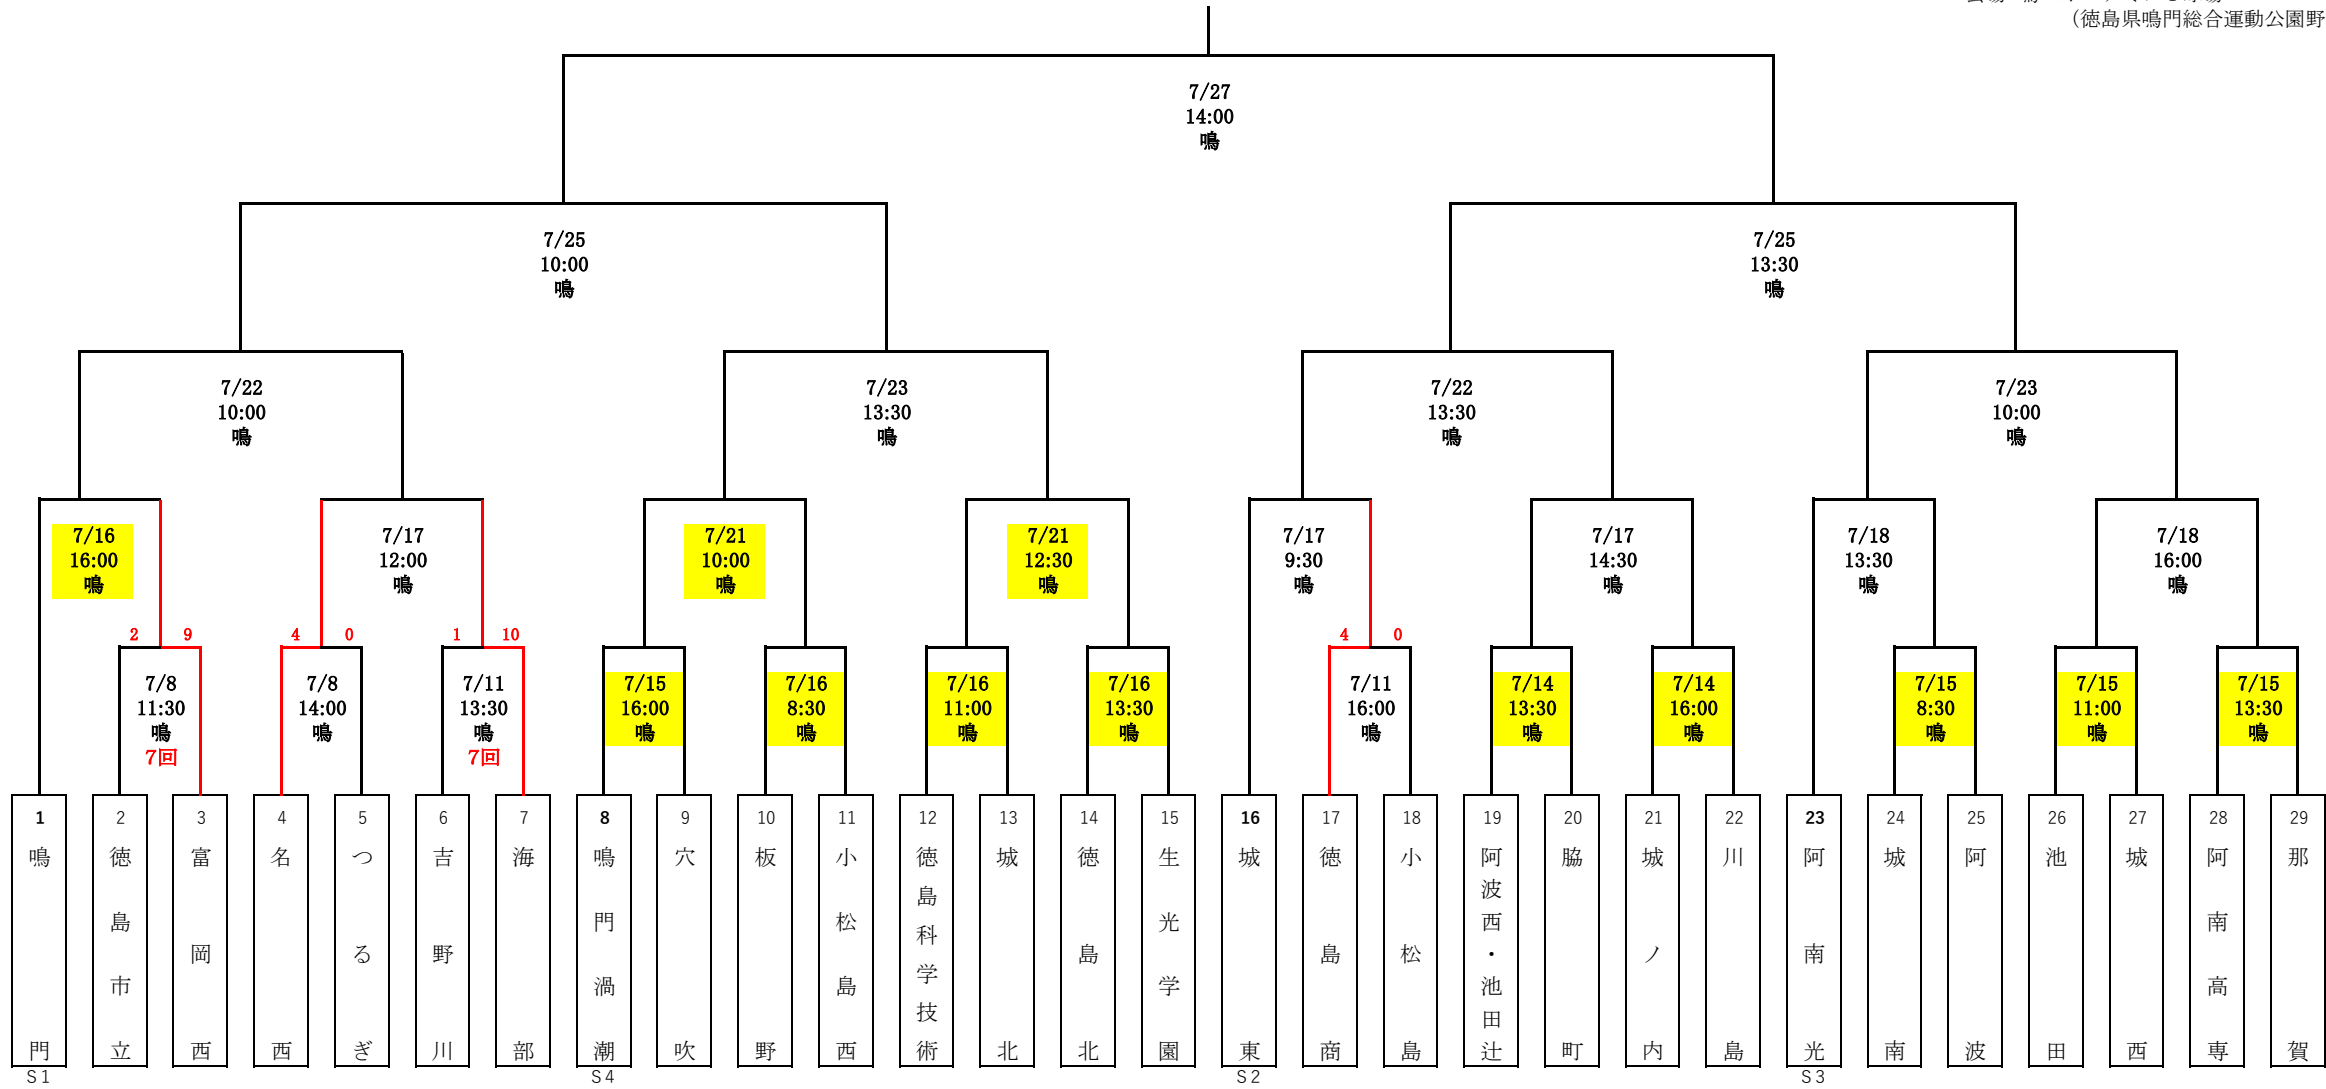 （徳島県鳴門総合運動公園野
7/27
14:00
鳴
7/25
10:00
鳴
7/25
13:30
鳴
7/22
10:00
鳴
7/23
13:30
鳴
7/22
13:30
鳴
7/23
10:00
鳴
7/16
16:00
鳴
7/17
12:00
鳴
7/21
10:00
鳴
7/21
12:30
鳴
7/17
9:30
鳴
7/17
14:30
鳴
7/18
13:30
鳴
7/18
16:00
鳴
2 9
4 0
1 10
4 0
7/8
11:30
鳴
7回
7/8
14:00
鳴
7/11
13:30
鳴
7回
7/15
16:00
鳴
7/16
8:30
鳴
7/16
11:00
鳴
7/16
13:30
鳴
7/11
16:00
鳴
7/14
13:30
鳴
7/14
16:00
鳴
7/15
8:30
鳴
7/15
11:00
鳴
7/15
13:30
鳴
1 鳴門
2 徳島市立
3 富岡西
4 名西
5 つるぎ
6 吉野川
7 海部
8 鳴門渦潮
9 穴吹
10 板野
11 小松島西
12 徳島科学技術
13 城北
14 徳島北
15 生光学園
16 城東
17 徳島商
18 小松島
19 阿波西・池田辻
20 脇町
21 城ノ内
22 川島
23 阿南光
24 城南
25 阿波
26 池田
27 城西
28 阿南高専
29 那賀
S1
S4
S2
S3